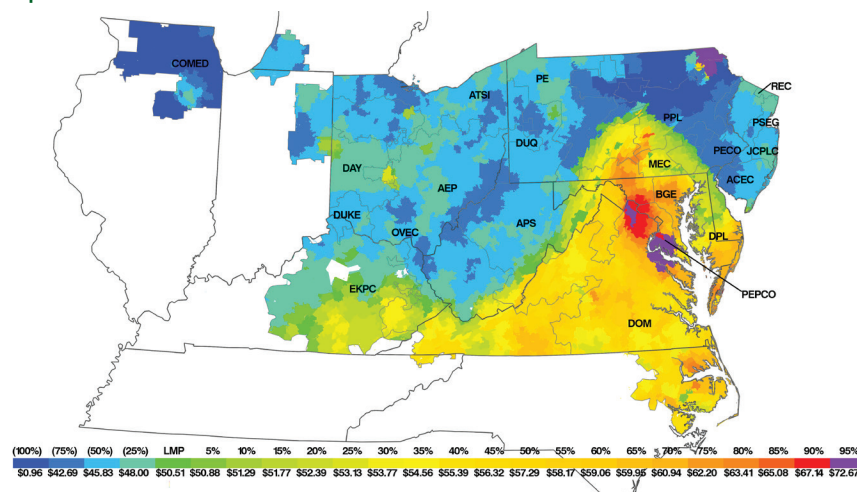 COMED
ATSI
PE
REC
PPL
PSEG
DUQ
PECO
JCPLC
MEC
DAY
ACEC
AEP
BGE
DUKE
APS
OVEC
DPL
EKPC
PEPCO
DOM
(100%) (75%) (50%) (25%) LMP 5% 10% 15% 20% 25% 30% 35% 40% 45% 50% 55% 60% 65% 70% 75% 80% 85% 90% 95%
$0.96 $42.69 $45.83 $48.00 $50.51 $50.88 $51.29 $51.77 $52.39 $53.13 $53.77 $54.56 $55.39 $56.32 $57.29 $58.17 $59.06 $59.95 $60.94 $62.20 $63.41 $65.08 $67.14 $72.67